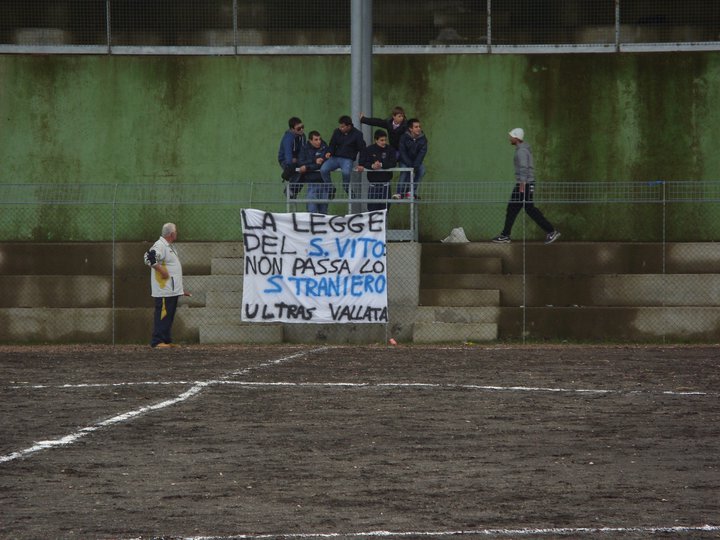 LA LEGGE
DEL S. VITO
NON PASSA LO
STRANIERO
ULTRAS VALLATA